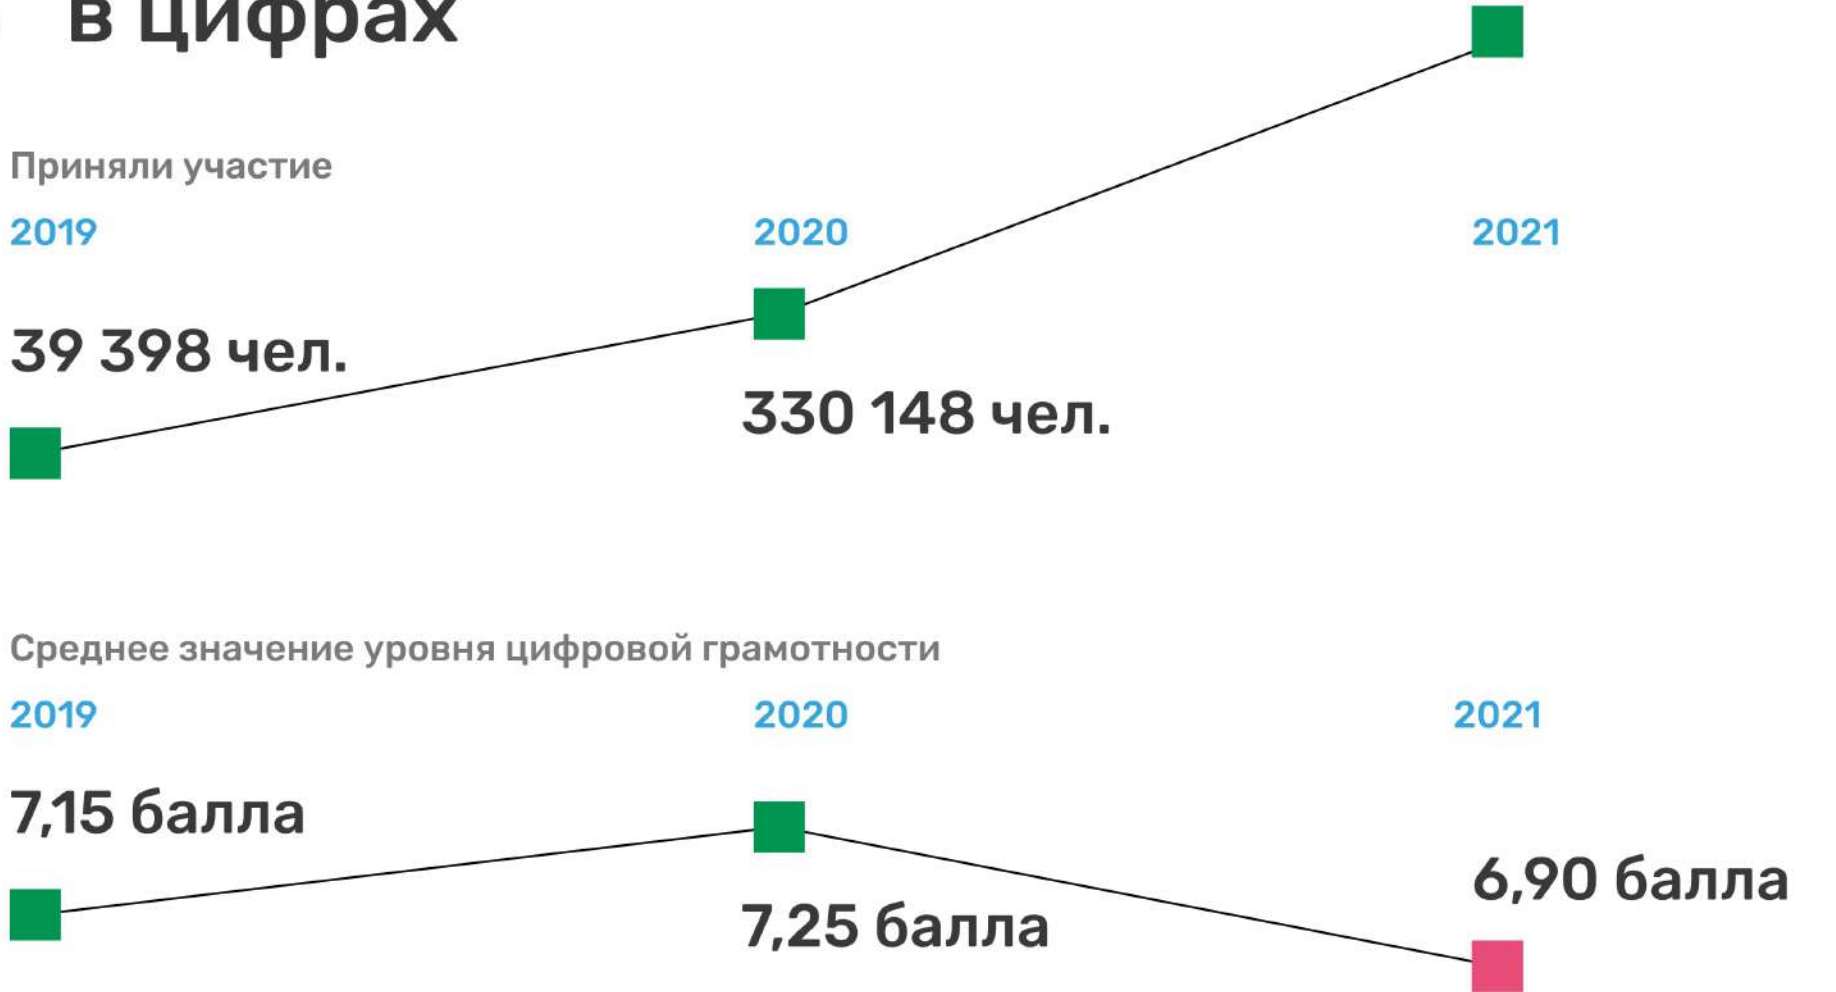 в цифрах
Приняли участие
2019 2020 2021
39 398 чел.
330 148 чел.
Среднее значение уровня цифровой грамотности
2019 2020 2021
7,15 балла
6,90 балла
7,25 балла